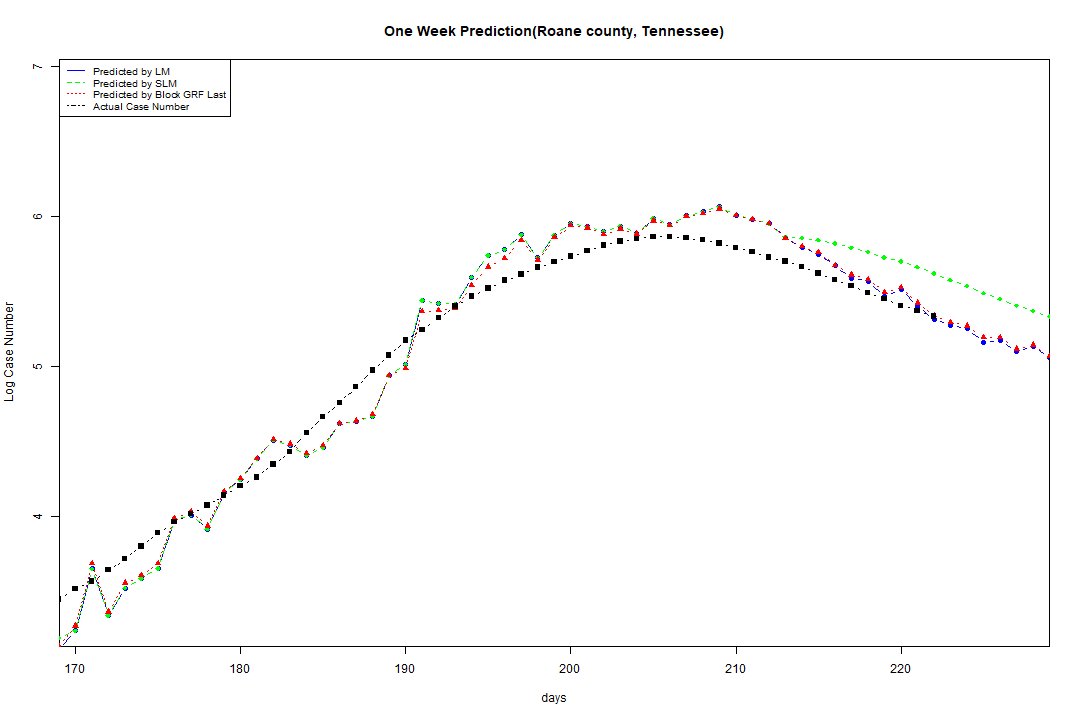 One Week Prediction(Roane county, Tennessee)
Predicted by LM
Predicted by SLM
Predicted by Block GRF Last
Actual Case Number
7
6
5
4
Log Case Number
170 180 190 200 210 220
days